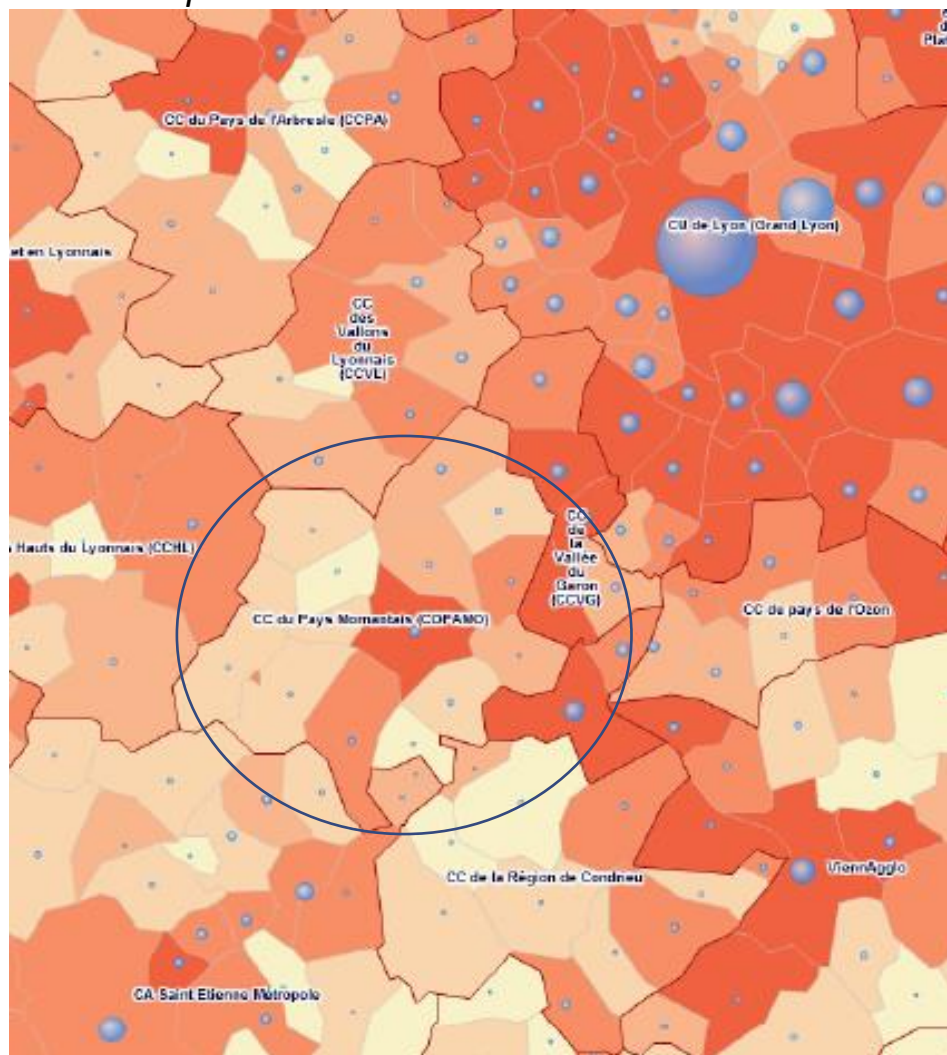 CC du Pays de l'Arbresle (CCPA)
CU de Lyon (Grand Lyon)
et en Lyonnais
CC
des
Vallons
du
Lyonnais
(CCVL)
CC
de
la
Vallée
du
Garon
(CCVG)
Hauts du Lyonnais (CCHL)
CC du Pays Mornantais (COPAMO)
CC de pays de l'Ozon
CC de la Région de Condrieu
ViennAgglo
CA Saint Etienne Métropole